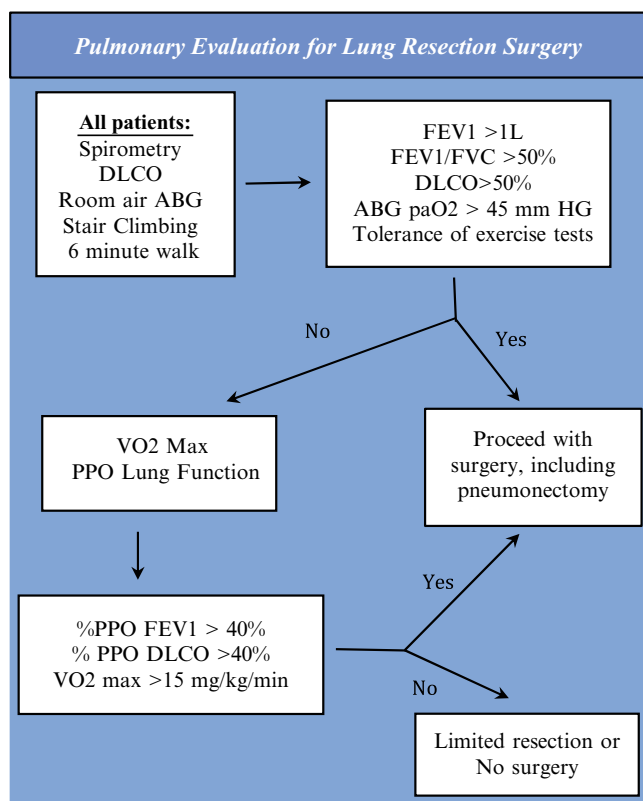 Pulmonary Evaluation for Lung Resection Surgery
All patients:
Spirometry
DLCO
Room air ABG
Stair Climbing
6 minute walk
FEV1 >1L
FEV1/FVC >50%
DLCO>50%
ABG paO2 > 45 mm HG
Tolerance of exercise tests
No
Yes
VO2 Max
PPO Lung Function
Proceed with
surgery, including
pneumonectomy
%PPO FEV1 > 40%
% PPO DLCO >40%
VO2 max >15 mg/kg/min
Yes
No
Limited resection or
No surgery